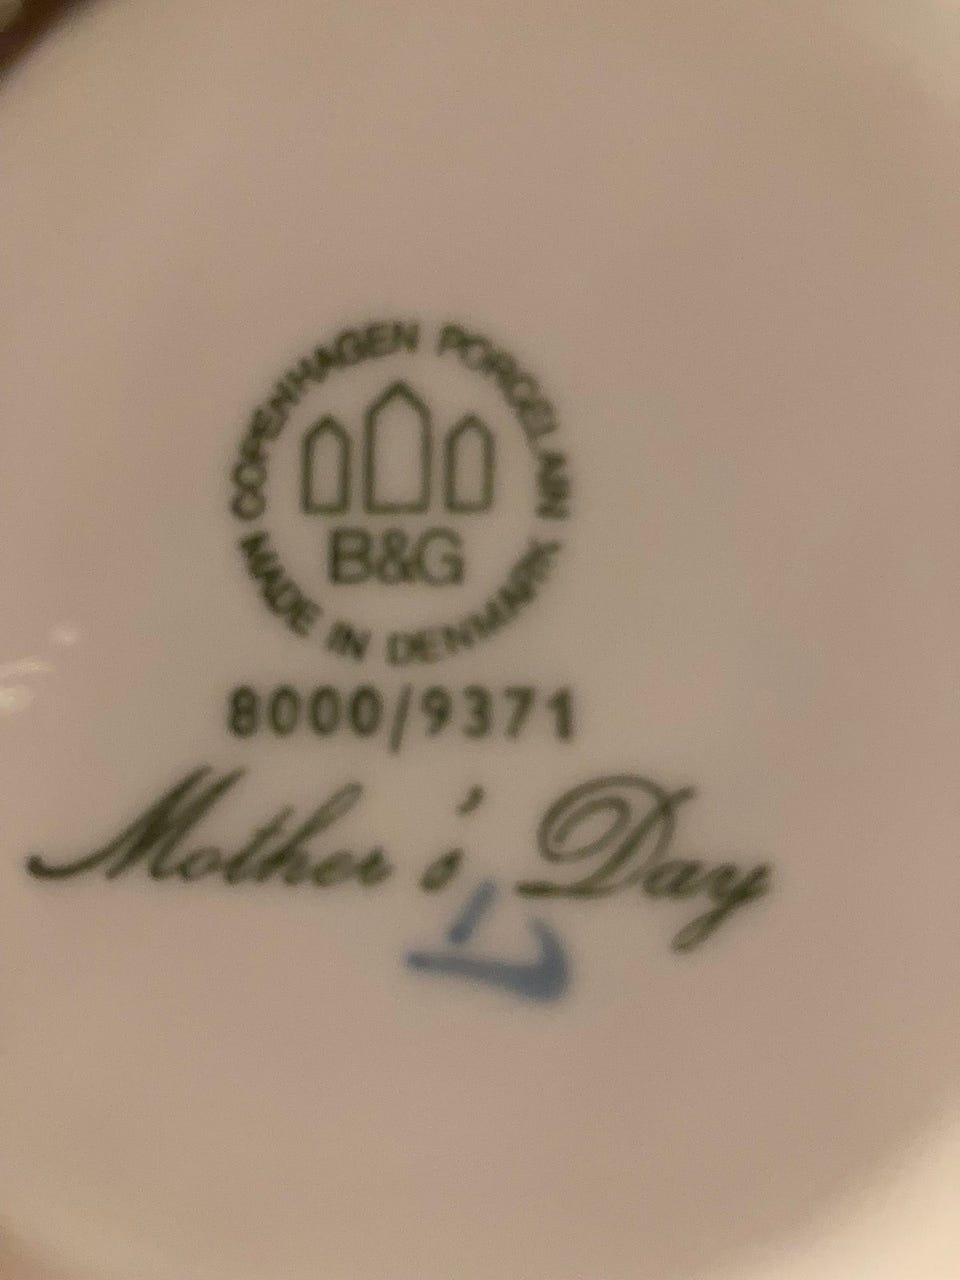 COPENHAGEN PORCELAIN
B&G
MADE IN DENMARK
8000/9371
Mother's Day